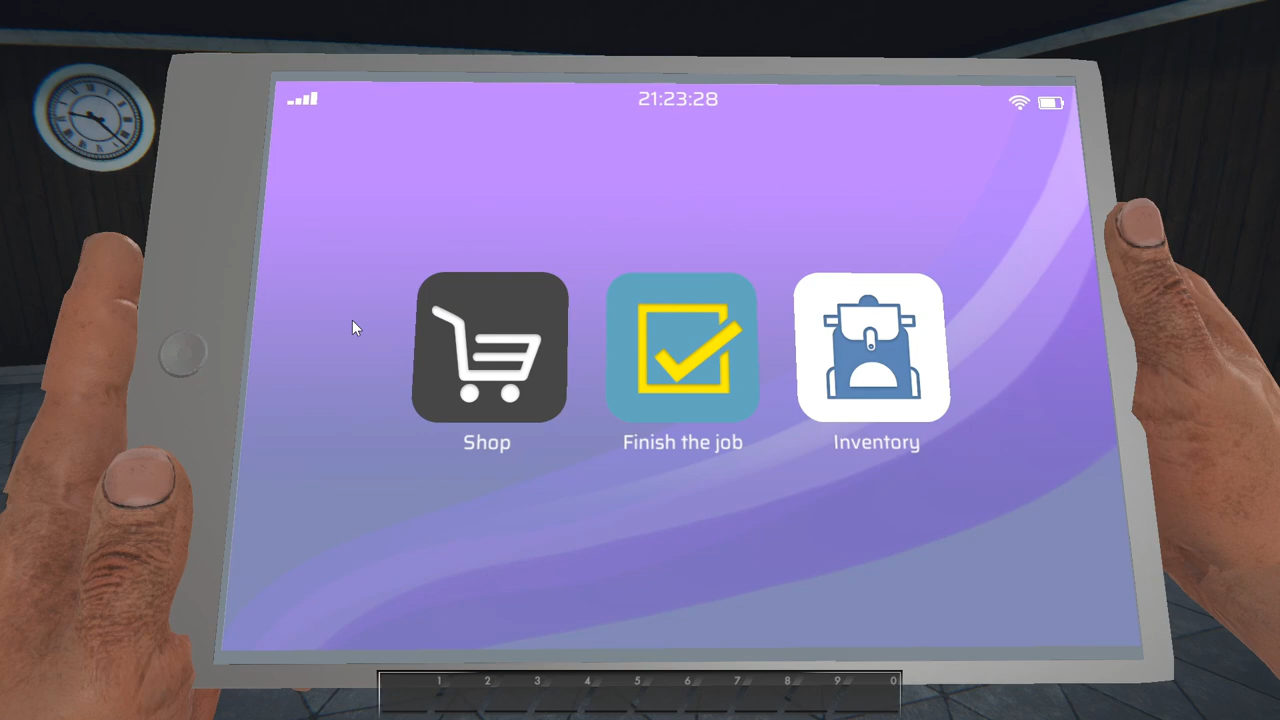 21:23:28
Shop
Finish the job
Inventory
1 2 3 4 5 6 7 8 9 0